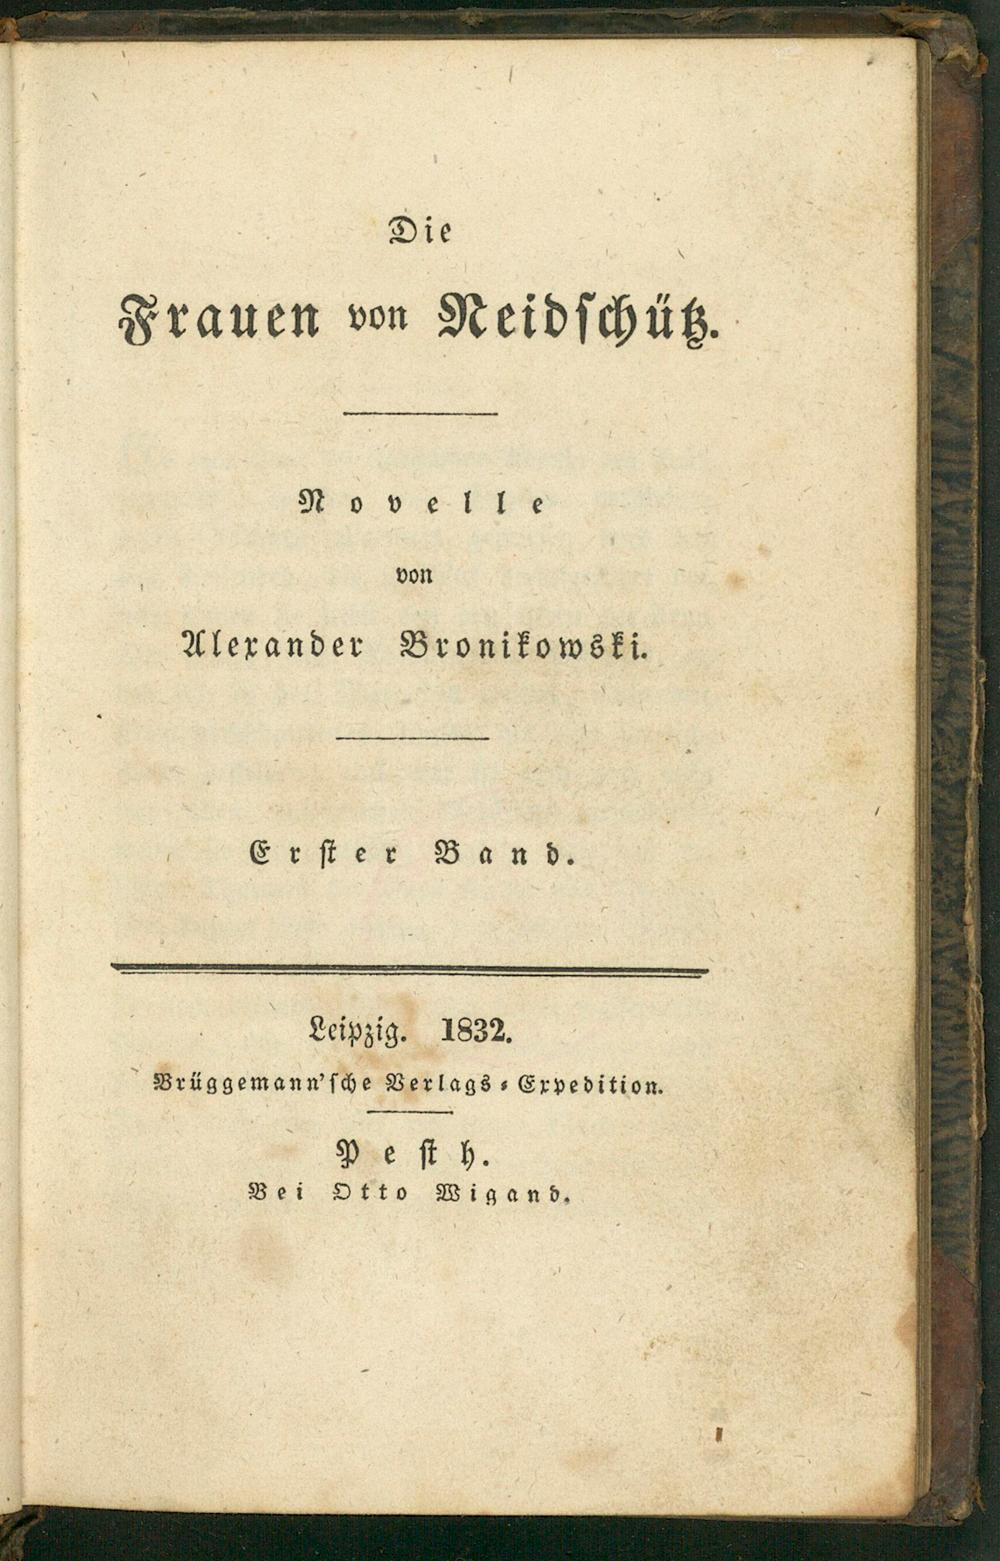 Die
Frauen von Neidſchütz.
Novelle
von
Alexander Bronikowski.
Erſter Band.
Leipzig. 1832.
Brüggemann'ſche Verlags-Expedition.
Peſth.
Bei Otto Wigand.